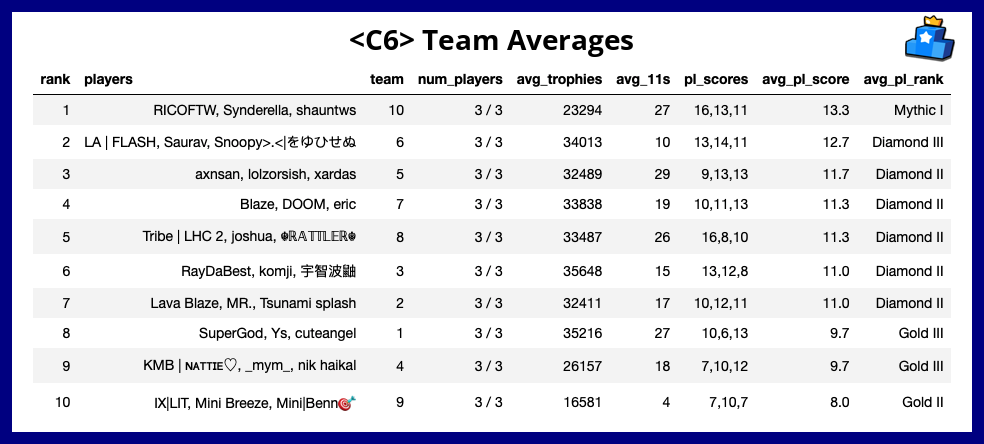 <C6> Team Averages
rank players team num_players avg_trophies avg_11s pl_scores avg_pl_score avg_pl_rank
1 RICOFTW, Synderella, shauntws 10 3 / 3 23294 27 16,13,11 13.3 Mythic I
2 LA | FLASH, Saurav, Snoopy>.<|をゆひせぬ 6 3 / 3 34013 10 13,14,11 12.7 Diamond III
3 axnsan, lolzorsish, xardas 5 3 / 3 32489 29 9,13,13 11.7 Diamond II
4 Blaze, DOOM, eric 7 3 / 3 33838 19 10,11,13 11.3 Diamond II
5 Tribe | LHC 2, joshua, ☬ℝ𝔸𝕋𝕋𝕃𝔼ℝ☬ 8 3 / 3 33487 26 16,8,10 11.3 Diamond II
6 RayDaBest, komji, 宇智波鼬 3 3 / 3 35648 15 13,12,8 11.0 Diamond II
7 Lava Blaze, MR., Tsunami splash 2 3 / 3 32411 17 10,12,11 11.0 Diamond II
8 SuperGod, Ys, cuteangel 1 3 / 3 35216 27 10,6,13 9.7 Gold III
9 KMB | ɴᴀᴛᴛɪᴇ♡, _mym_, nik haikal 4 3 / 3 26157 18 7,10,12 9.7 Gold III
10 IX|LIT, Mini Breeze, Mini|Benn🎯 9 3 / 3 16581 4 7,10,7 8.0 Gold II